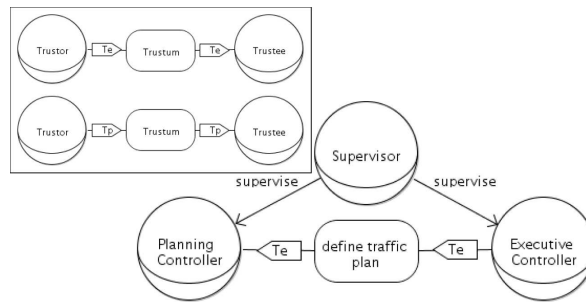 Trustor Te Trustum Te Trustee
Trustor Tp Trustum Tp Trustee
Supervisor
supervise supervise
Planning
Controller
Te
define traffic
plan
Te
Executive
Controller